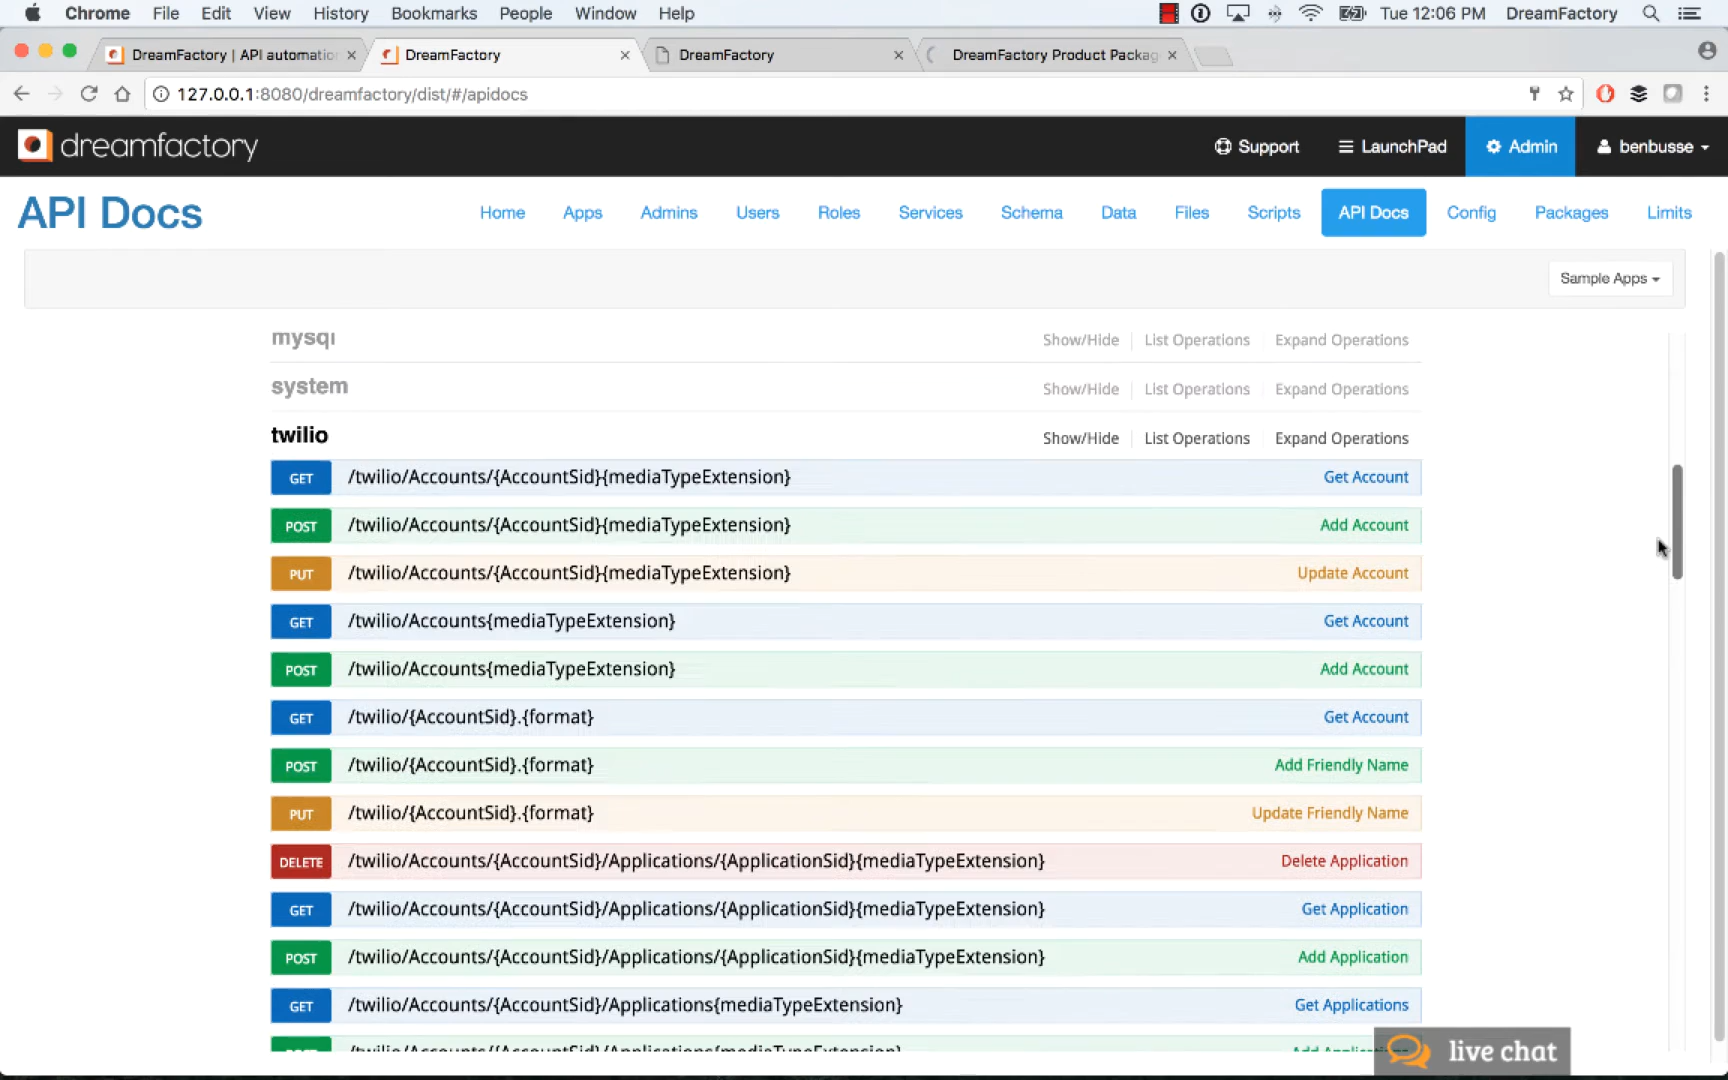 Chrome File Edit View History Bookmarks People Window Help Tue 12:06 PM DreamFactory
DreamFactory | API automation DreamFactory DreamFactory DreamFactory Product Packag
127.0.0.1:8080/dreamfactory/dist/#/apidocs
dreamfactory Support LaunchPad Admin benbusse
API Docs Home Apps Admins Users Roles Services Schema Data Files Scripts API Docs Config Packages Limits
Sample Apps
mysql Show/Hide List Operations Expand Operations
system Show/Hide List Operations Expand Operations
twilio Show/Hide List Operations Expand Operations
GET /twilio/Accounts/{AccountSid}{mediaTypeExtension} Get Account
POST /twilio/Accounts/{AccountSid}{mediaTypeExtension} Add Account
PUT /twilio/Accounts/{AccountSid}{mediaTypeExtension} Update Account
GET /twilio/Accounts{mediaTypeExtension} Get Account
POST /twilio/Accounts{mediaTypeExtension} Add Account
GET /twilio/{AccountSid}.{format} Get Account
POST /twilio/{AccountSid}.{format} Add Friendly Name
PUT /twilio/{AccountSid}.{format} Update Friendly Name
DELETE /twilio/Accounts/{AccountSid}/Applications/{ApplicationSid}{mediaTypeExtension} Delete Application
GET /twilio/Accounts/{AccountSid}/Applications/{ApplicationSid}{mediaTypeExtension} Get Application
POST /twilio/Accounts/{AccountSid}/Applications/{ApplicationSid}{mediaTypeExtension} Add Application
GET /twilio/Accounts/{AccountSid}/Applications{mediaTypeExtension} Get Applications
/twilio/Accounts/{AccountSid}/Applications{mediaTypeExtension}
live chat